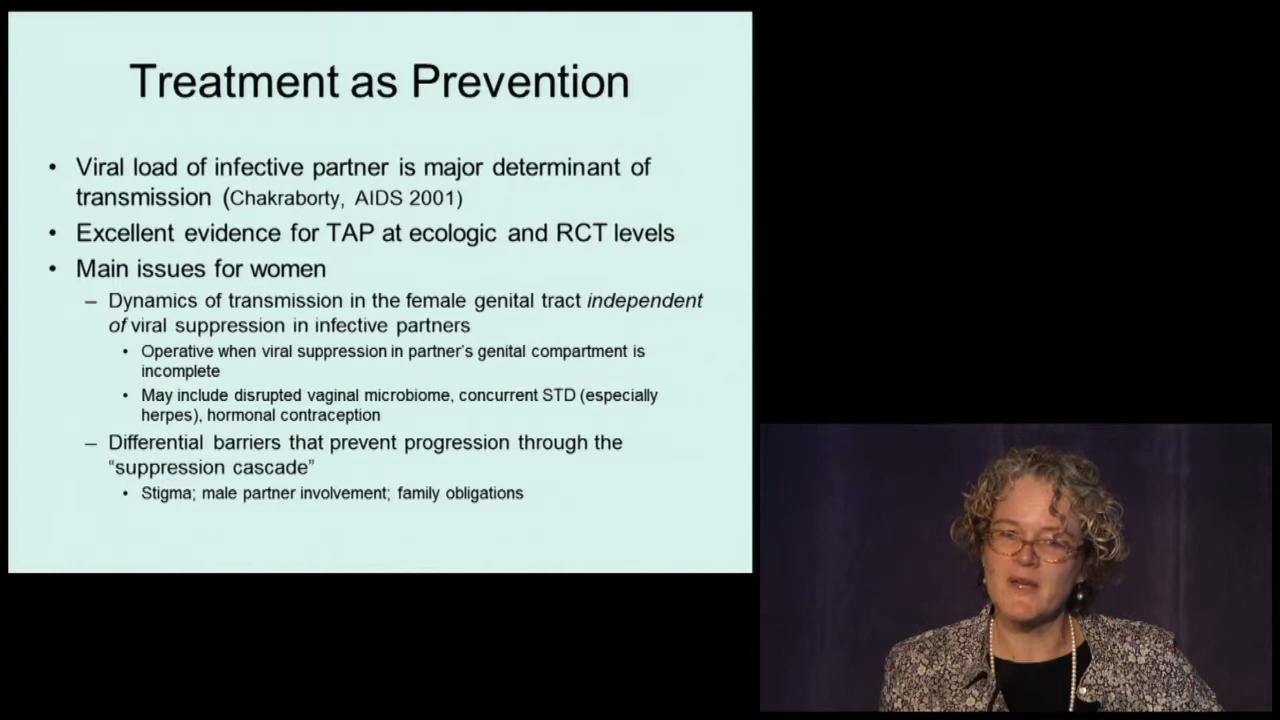 Treatment as Prevention
• Viral load of infective partner is major determinant of
transmission (Chakraborty, AIDS 2001)
• Excellent evidence for TAP at ecologic and RCT levels
• Main issues for women
– Dynamics of transmission in the female genital tract independent
of viral suppression in infective partners
• Operative when viral suppression in partner's genital compartment is
incomplete
• May include disrupted vaginal microbiome, concurrent STD (especially
herpes), hormonal contraception
– Differential barriers that prevent progression through the
“suppression cascade”
• Stigma; male partner involvement; family obligations